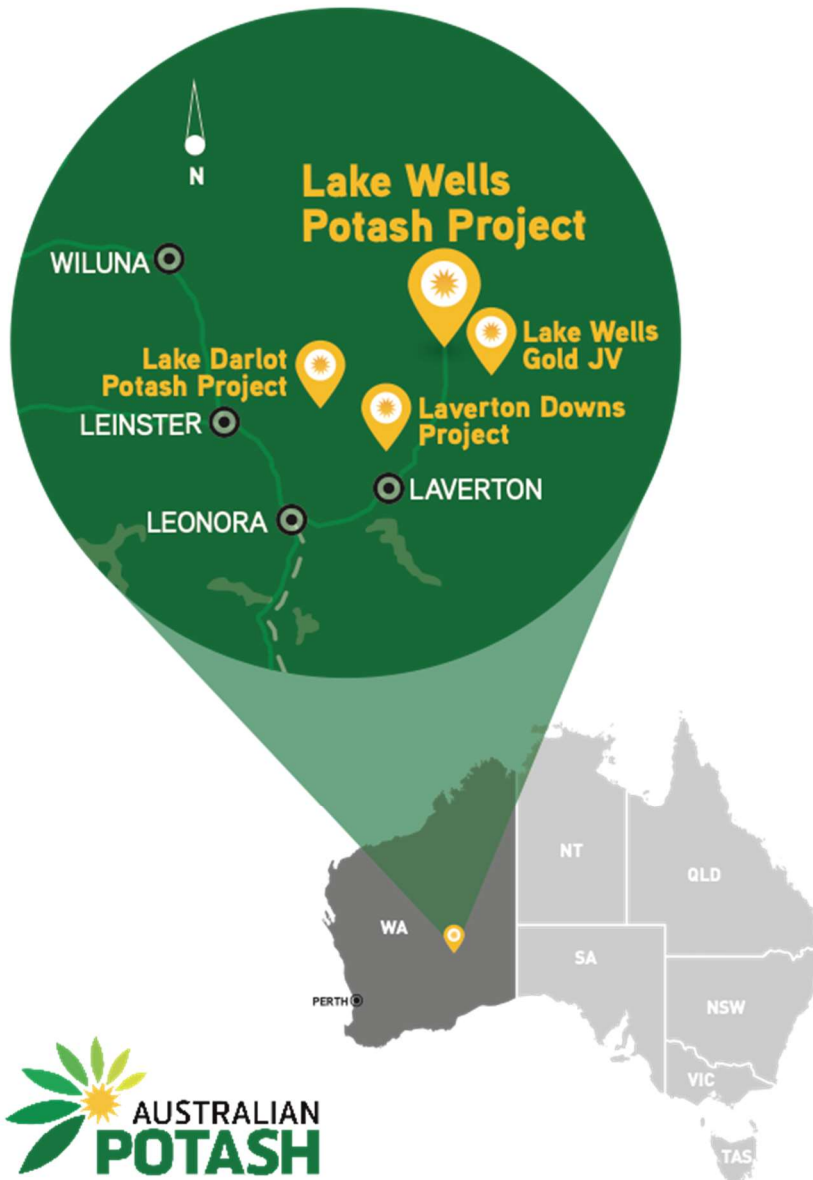 N
Lake Wells
Potash Project
WILUNA
Lake Wells
Gold JV
Lake Darlot
Potash Project
Laverton Downs
Project
LEINSTER
LAVERTON
LEONORA
NT
QLD
WA
SA
PERTH
NSW
VIC
TAS
AUSTRALIAN
POTASH